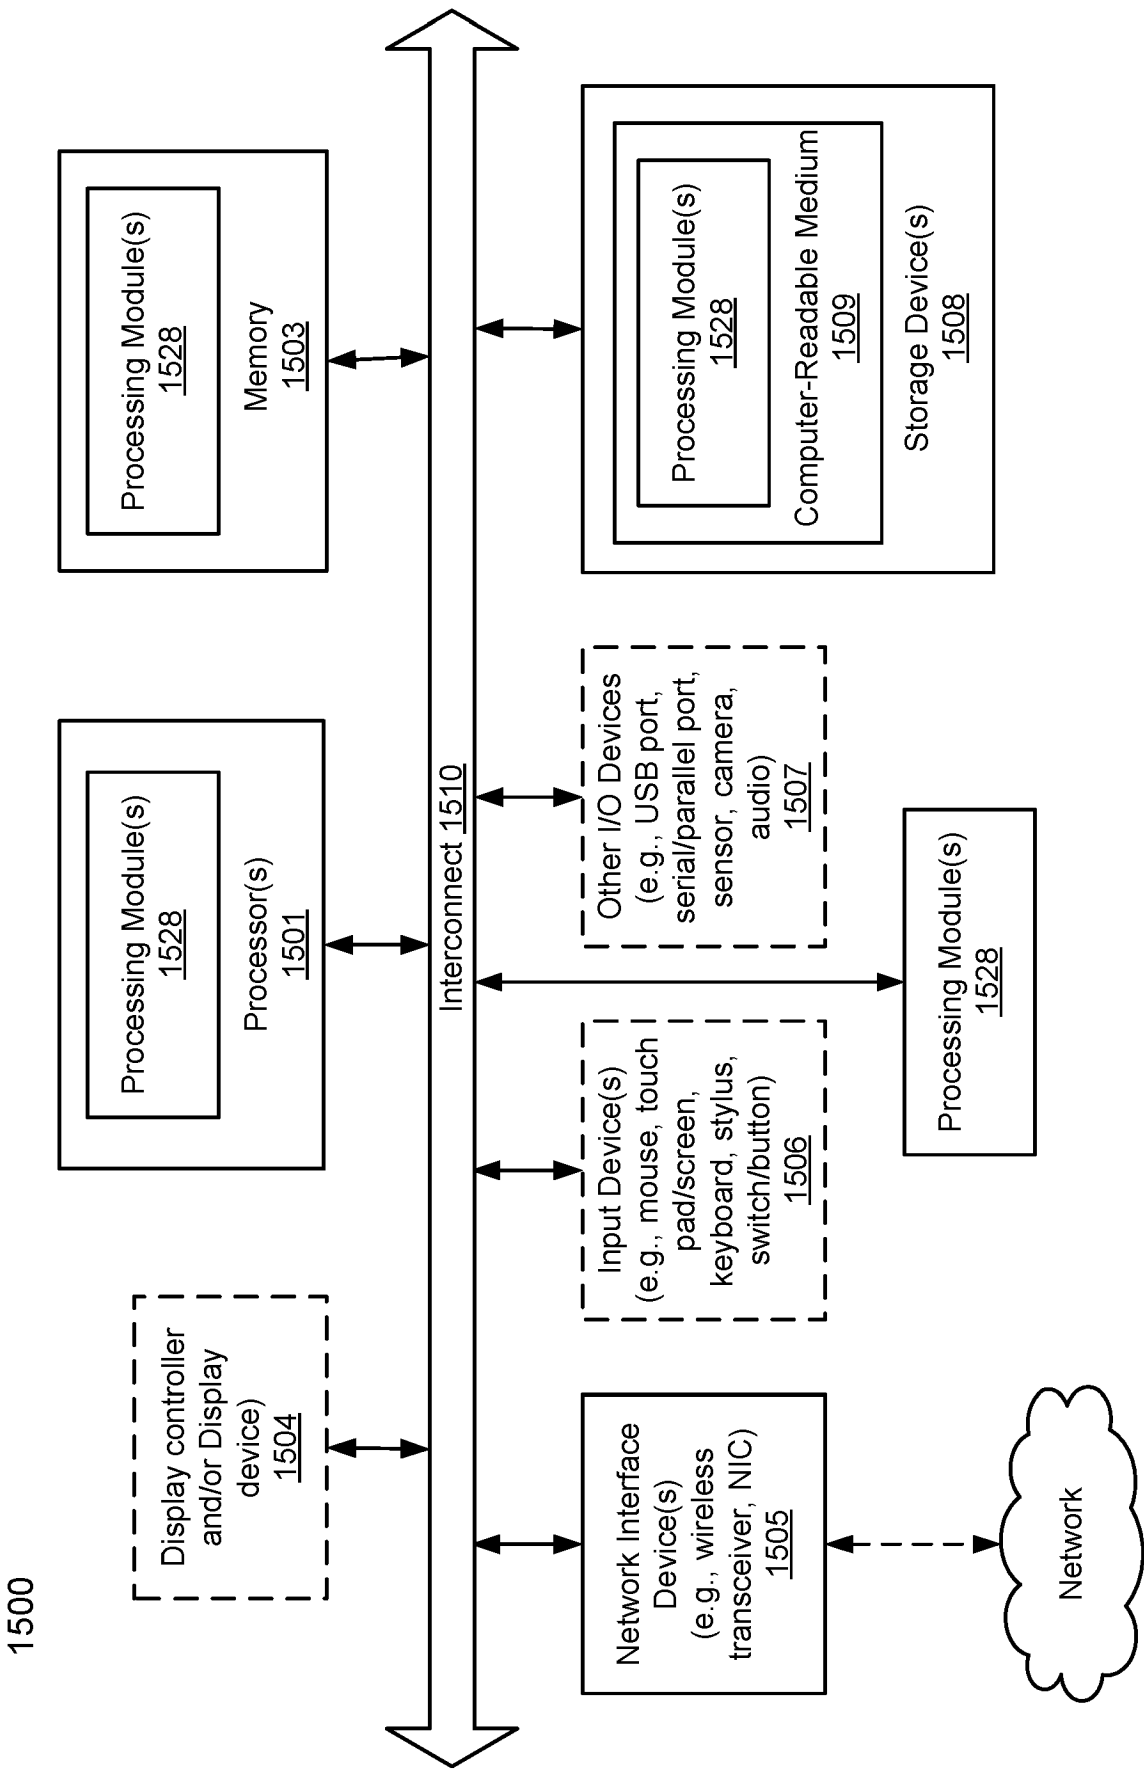 1500
Display controller
and/or Display
device)
1504
Processing Module(s)
1528
Processor(s)
1501
Processing Module(s)
1528
Memory
1503
Interconnect 1510
Network Interface
Device(s)
(e.g., wireless
transceiver, NIC)
1505
Input Device(s)
(e.g., mouse, touch
pad/screen,
keyboard, stylus,
switch/button)
1506
Other I/O Devices
(e.g., USB port,
serial/parallel port,
sensor, camera,
audio)
1507
Processing Module(s)
1528
Computer-Readable Medium
1509
Storage Device(s)
1508
Processing Module(s)
1528
Network